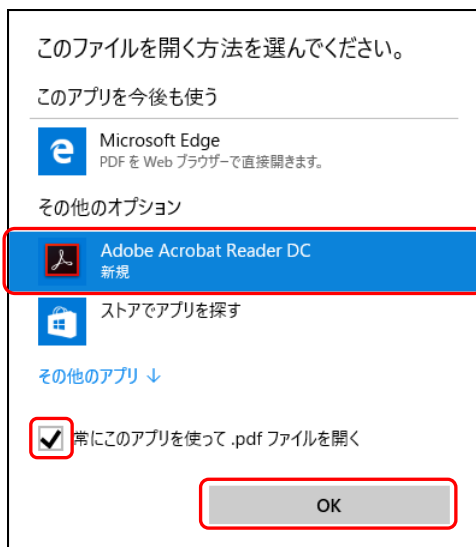 このファイルを開く方法を選んでください。
このアプリを今後も使う
Microsoft Edge
PDF を Web ブラウザーで直接開きます。
その他のオプション
Adobe Acrobat Reader DC
新規
ストアでアプリを探す
その他のアプリ ↓
常にこのアプリを使って .pdf ファイルを開く
OK